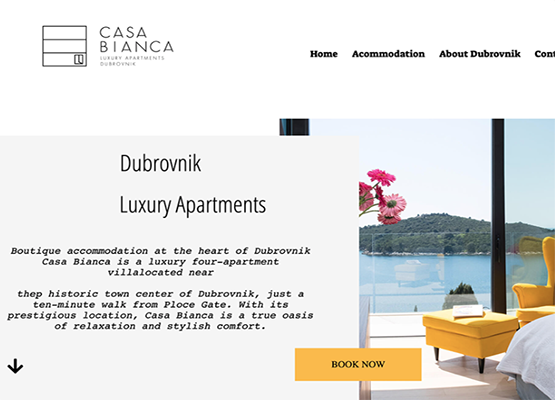 CASA
BIANCA
LUXURY APARTMENTS
DUBROVNIK
Home Acommodation About Dubrovnik Cont
Dubrovnik
Luxury Apartments
Boutique accommodation at the heart of Dubrovnik
Casa Bianca is a luxury four-apartment
villalocated near
thep historic town center of Dubrovnik, just a
ten-minute walk from Ploce Gate. With its
prestigious location, Casa Bianca is a true oasis
of relaxation and stylish comfort.
BOOK NOW